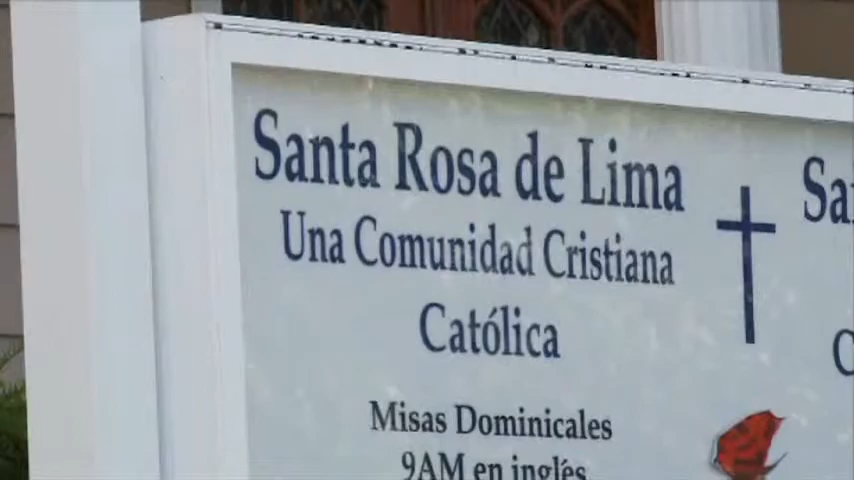 Santa Rosa de Lima
Una Comunidad Cristiana
Católica
Misas Dominicales
9AM en inglés